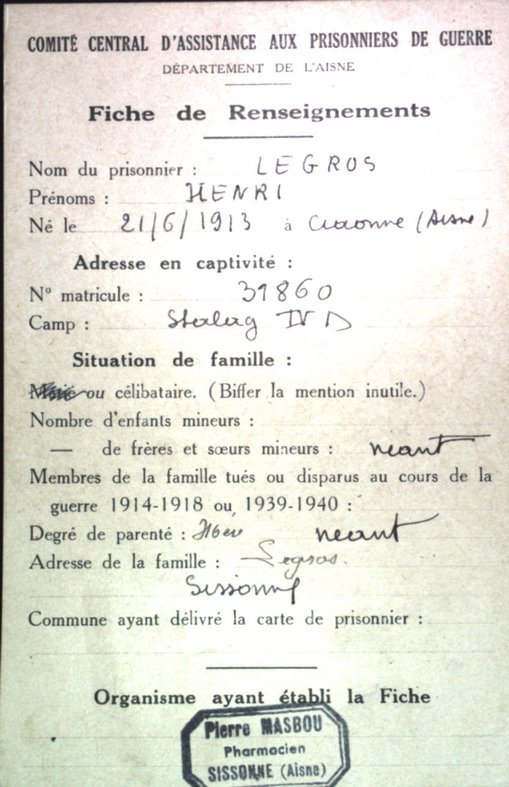 COMITÉ CENTRAL D'ASSISTANCE AUX PRISONNIERS DE GUERRE
DÉPARTEMENT DE L'AISNE
Fiche de Renseignements
Nom du prisonnier : LEGROS
Prénoms : HENRI
Né le 21/6/1913 à Craonne (Aisne)
Adresse en captivité :
N° matricule : 31860
Camp : Stalag IV D
Situation de famille :
ou célibataire. (Biffer la mention inutile.)
Nombre d'enfants mineurs :
— de frères et sœurs mineurs : neant
Membres de la famille tués ou disparus au cours de la
guerre 1914-1918 ou 1939-1940 :
Degré de parenté : neant
Adresse de la famille : Legros.
Sissonne
Commune ayant délivré la carte de prisonnier :
Organisme ayant établi la Fiche
Pierre MASBOU
Pharmacien
SISSONNE (Aisne)